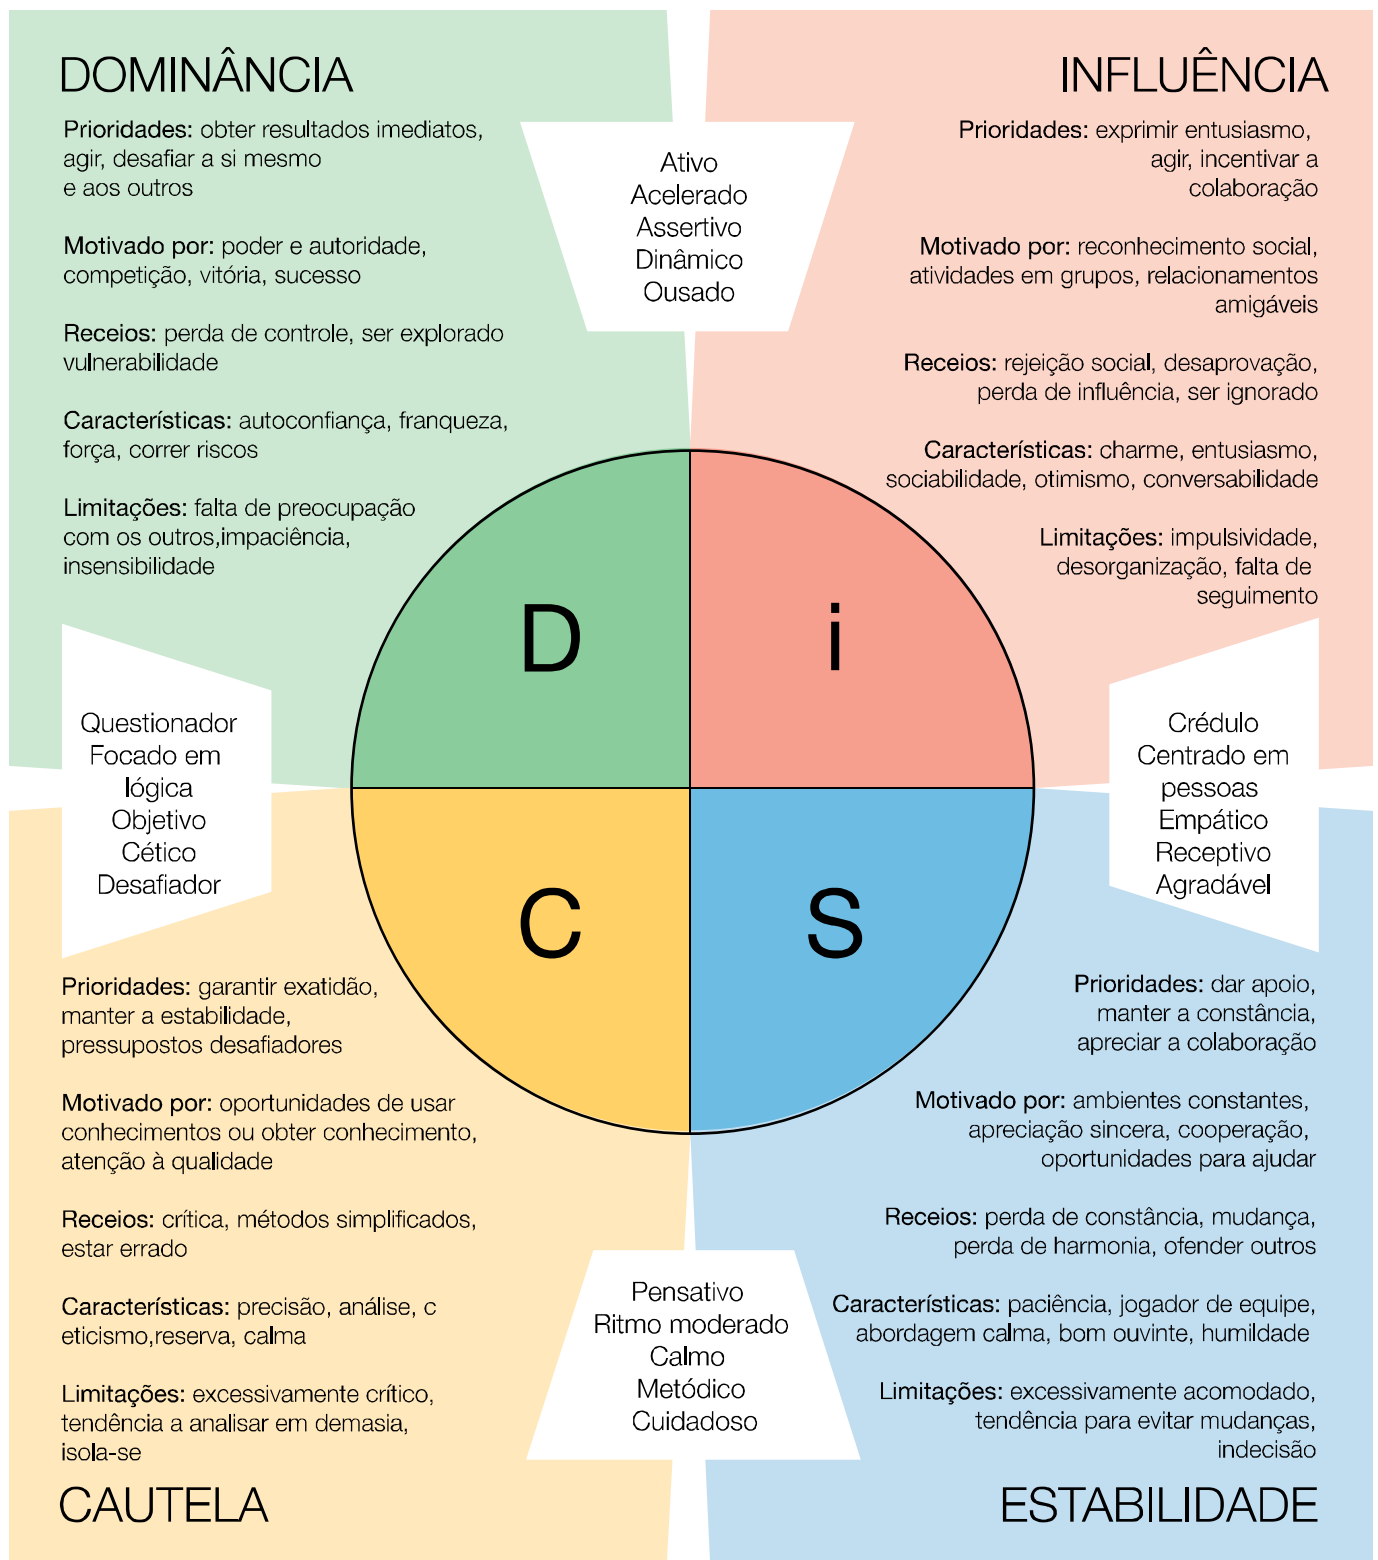 DOMINÂNCIA
Prioridades: obter resultados imediatos,
agir, desafiar a si mesmo
e aos outros
Motivado por: poder e autoridade,
competição, vitória, sucesso
Receios: perda de controle, ser explorado
vulnerabilidade
Características: autoconfiança, franqueza,
força, correr riscos
Limitações: falta de preocupação
com os outros,impaciência,
insensibilidade
Ativo
Acelerado
Assertivo
Dinâmico
Ousado
INFLUÊNCIA
Prioridades: exprimir entusiasmo,
agir, incentivar a
colaboração
Motivado por: reconhecimento social,
atividades em grupos, relacionamentos
amigáveis
Receios: rejeição social, desaprovação,
perda de influência, ser ignorado
Características: charme, entusiasmo,
sociabilidade, otimismo, conversabilidade
Limitações: impulsividade,
desorganização, falta de
seguimento
D
i
Questionador
Focado em
lógica
Objetivo
Cético
Desafiador
Crédulo
Centrado em
pessoas
Empático
Receptivo
Agradável
C
S
Prioridades: garantir exatidão,
manter a estabilidade,
pressupostos desafiadores
Motivado por: oportunidades de usar
conhecimentos ou obter conhecimento,
atenção à qualidade
Receios: crítica, métodos simplificados,
estar errado
Características: precisão, análise, c
eticismo,reserva, calma
Limitações: excessivamente crítico,
tendência a analisar em demasia,
isola-se
CAUTELA
Pensativo
Ritmo moderado
Calmo
Metódico
Cuidadoso
Prioridades: dar apoio,
manter a constância,
apreciar a colaboração
Motivado por: ambientes constantes,
apreciação sincera, cooperação,
oportunidades para ajudar
Receios: perda de constância, mudança,
perda de harmonia, ofender outros
Características: paciência, jogador de equipe,
abordagem calma, bom ouvinte, humildade
Limitações: excessivamente acomodado,
tendência para evitar mudanças,
indecisão
ESTABILIDADE